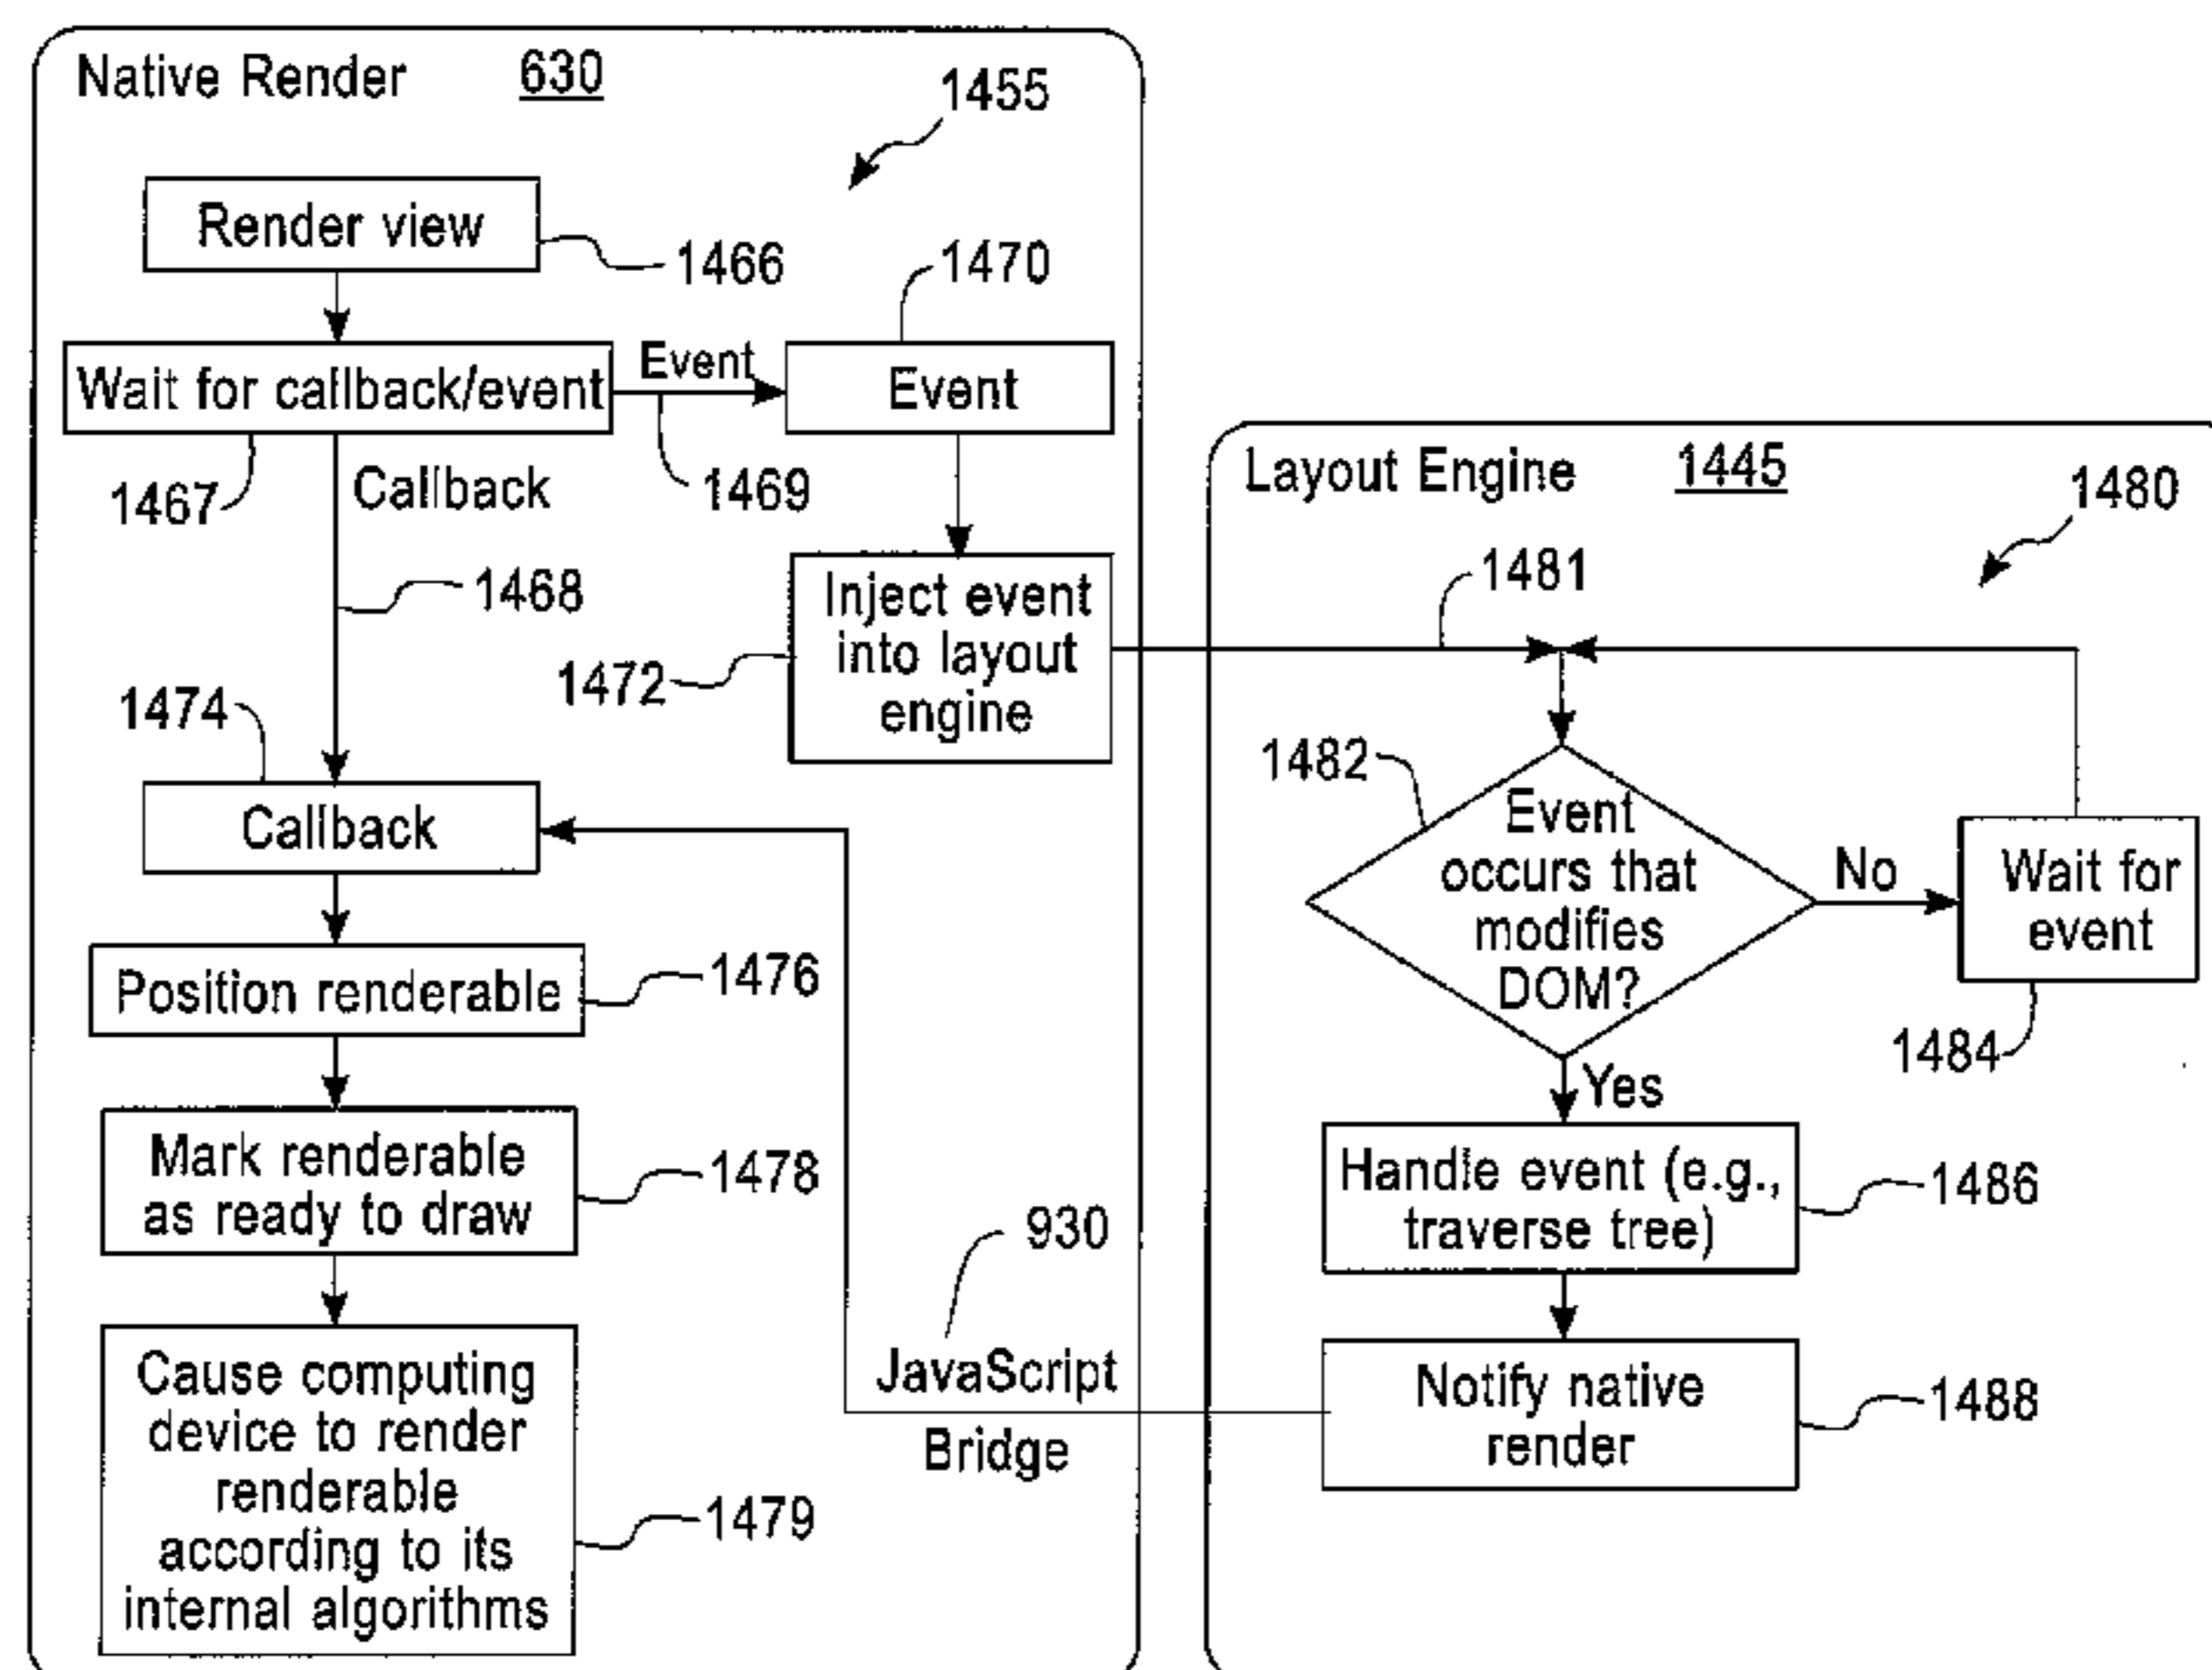 Native Render 630
1455
Render view
1466
1470
Wait for callback/event
Event
Event
1467
Callback
1469
1468
Inject event
into layout
engine
1472
1474
Callback
Position renderable
1476
Mark renderable
as ready to draw
1478
Cause computing
device to render
renderable
according to its
internal algorithms
1479
930
JavaScript
Bridge
Layout Engine 1445
1480
1481
1482
Event
occurs that
modifies
DOM?
No
Wait for
event
1484
Yes
Handle event (e.g.,
traverse tree)
1486
Notify native
render
1488